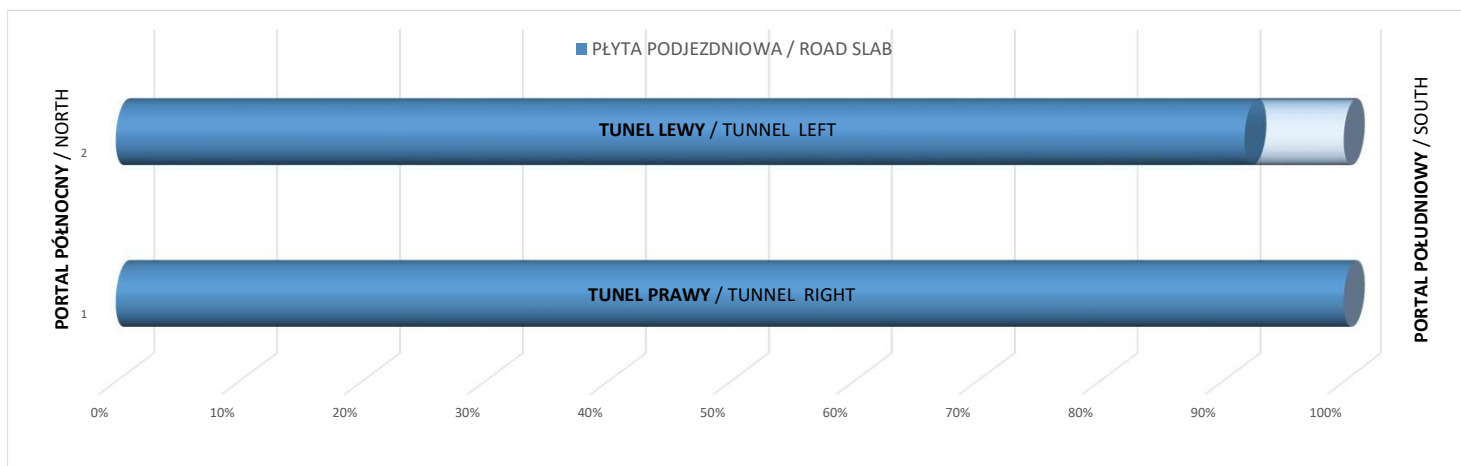 PŁYTA PODJEZDNIOWA / ROAD SLAB
PORTAL PÓŁNOCNY / NORTH
2
TUNEL LEWY / TUNNEL LEFT
1
TUNEL PRAWY / TUNNEL RIGHT
PORTAL POŁUDNIOWY / SOUTH
0% 10% 20% 30% 40% 50% 60% 70% 80% 90% 100%